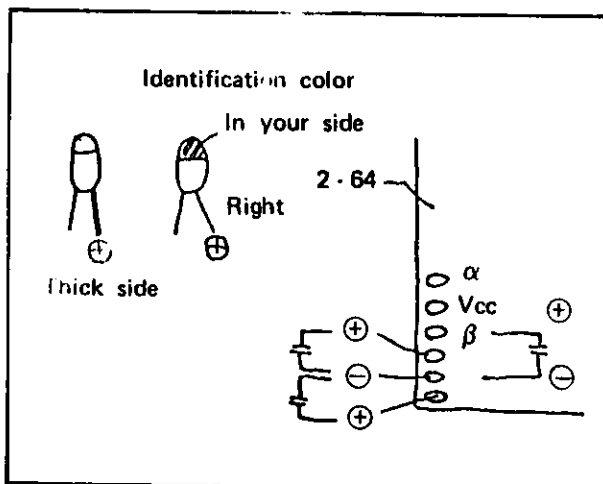 Identification color
In your side
2-64
Right
⊕ ⊕
Thick side
α
Vcc
β
⊕
⊕
⊖
⊖
⊕